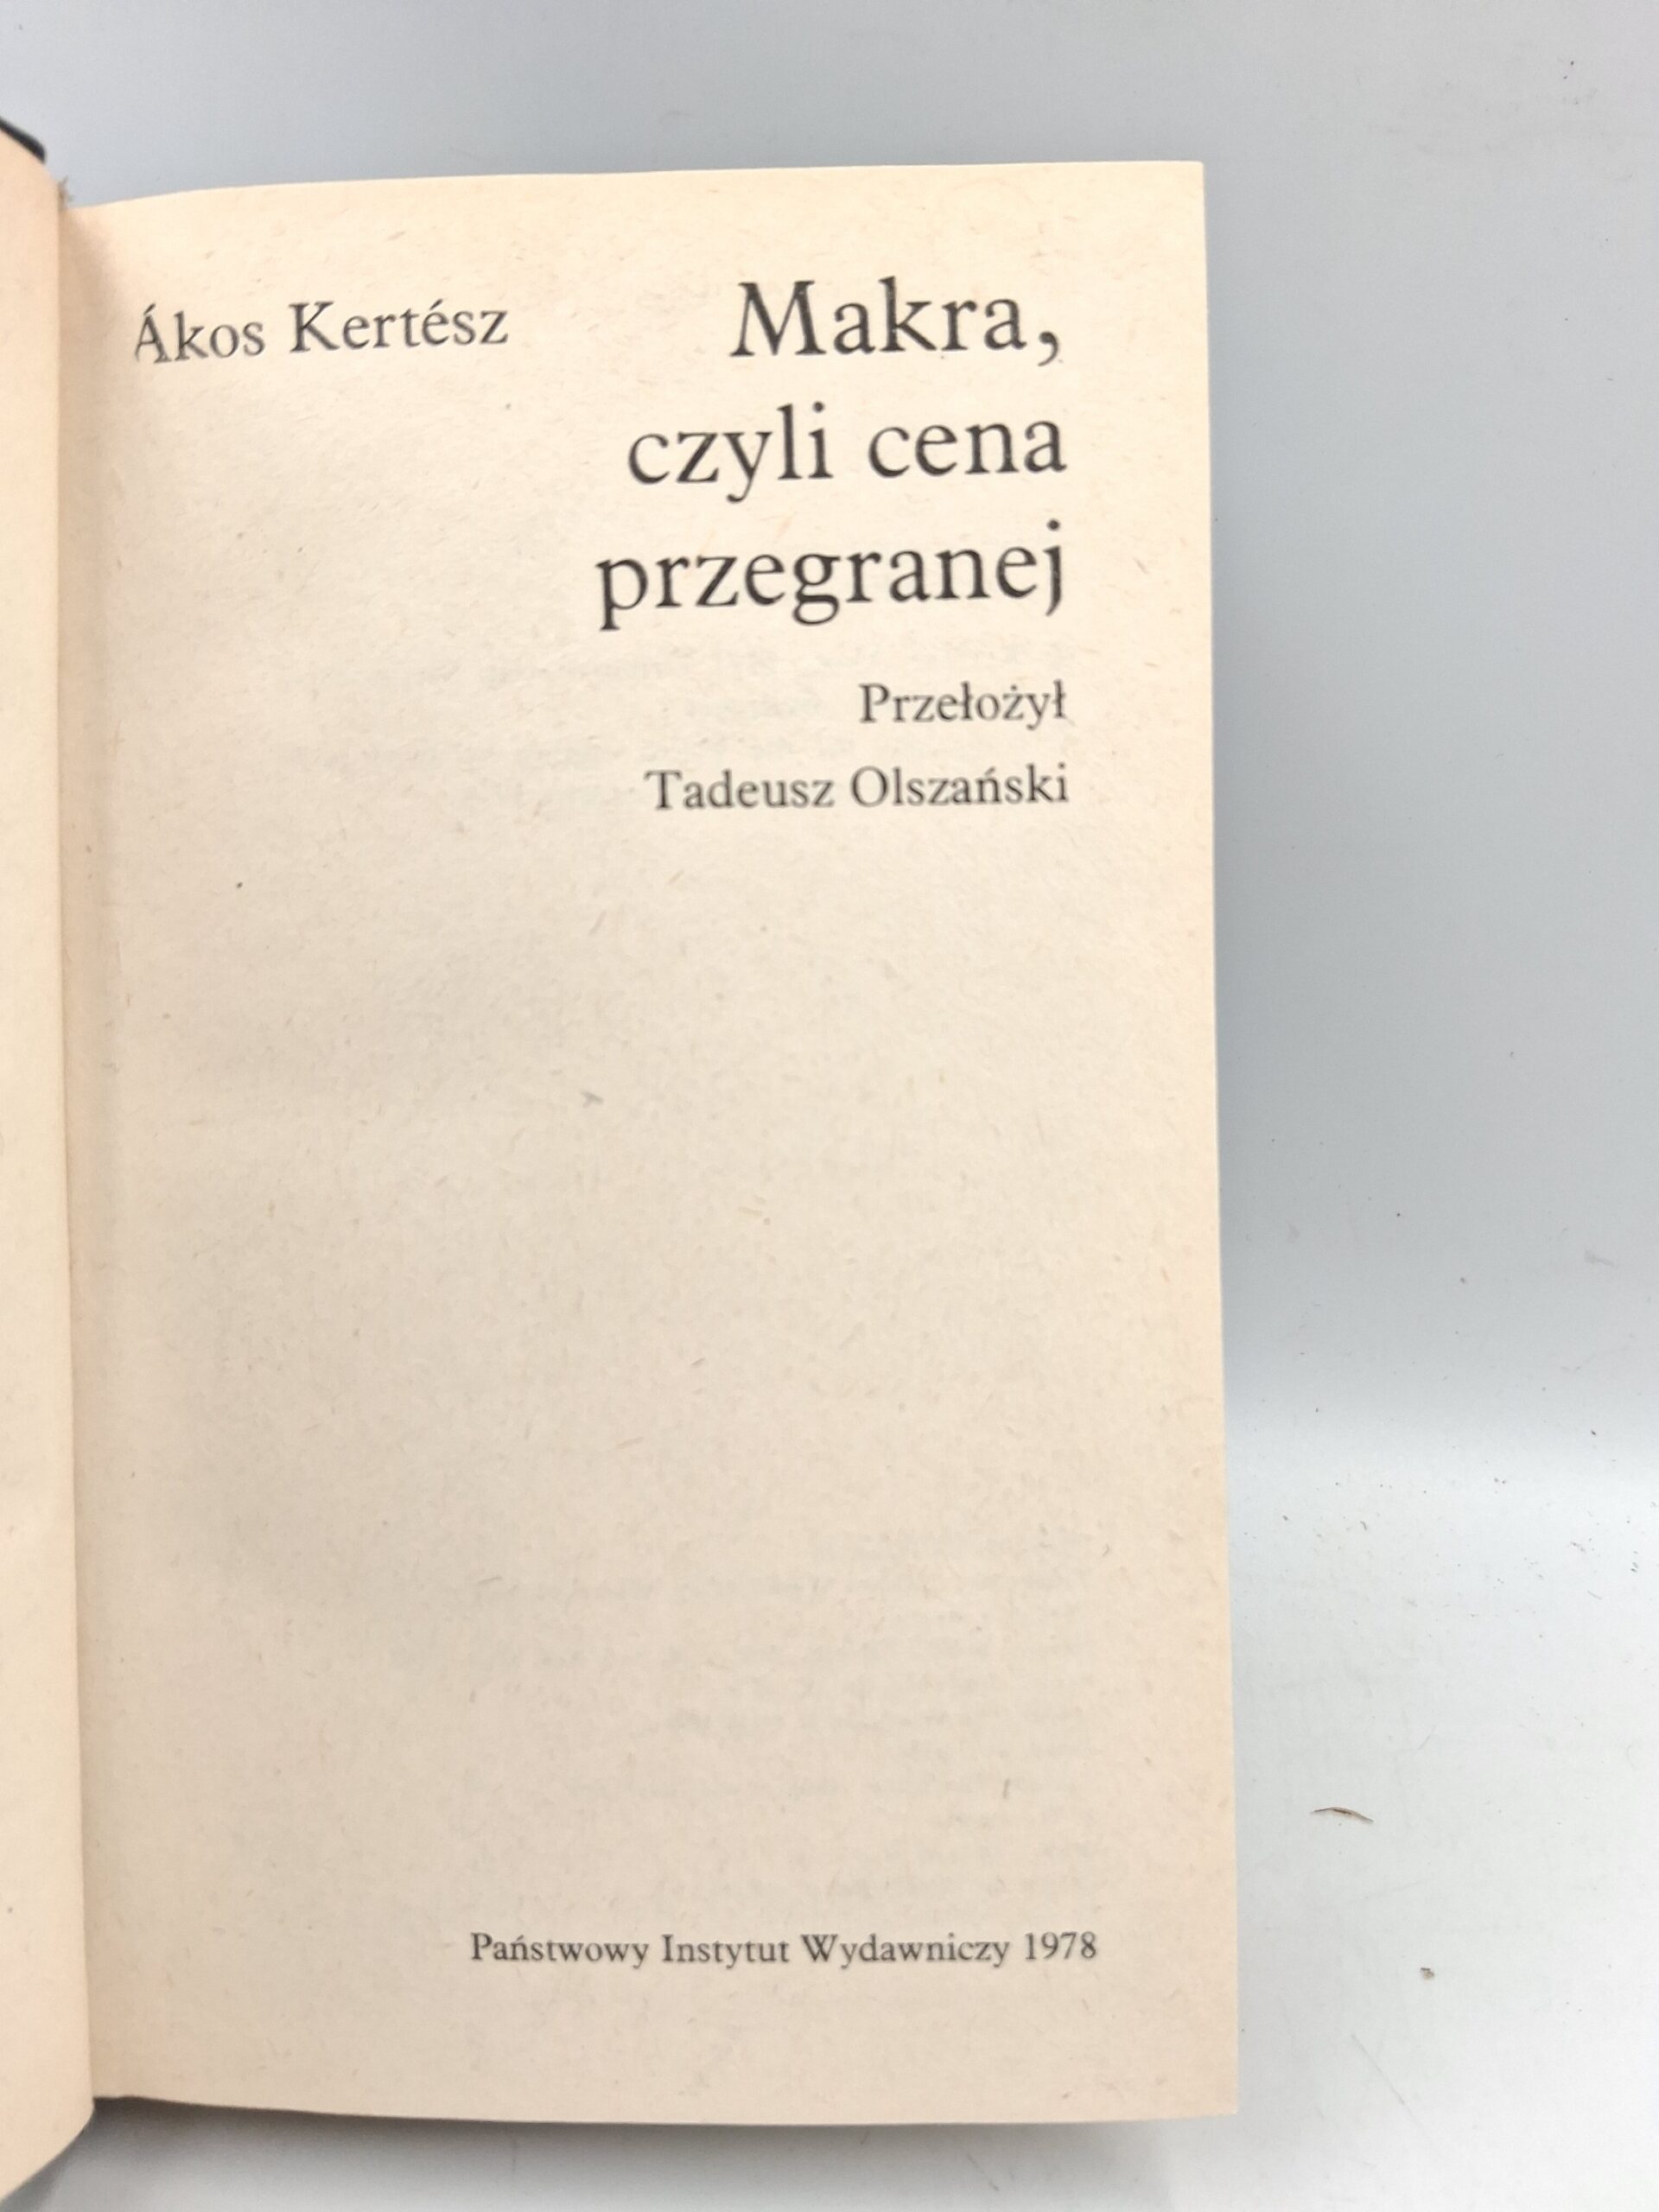 Ákos Kertész
Makra,
czyli cena
przegranej
Przełożył
Tadeusz Olszański
Państwowy Instytut Wydawniczy 1978